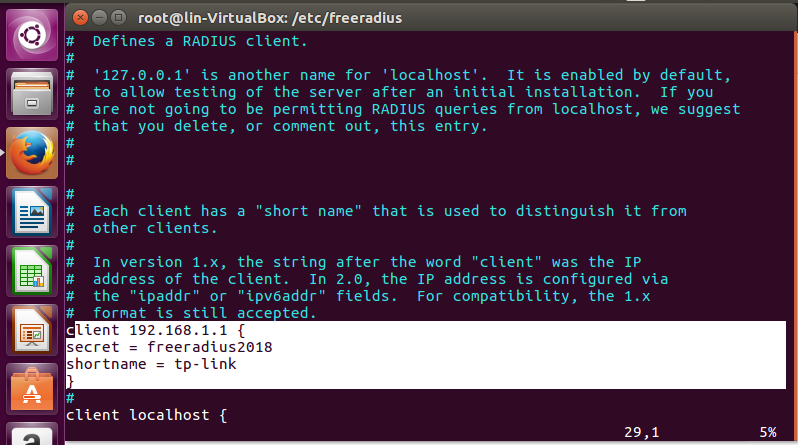 root@lin-VirtualBox: /etc/freeradius
#  Defines a RADIUS client.
#
#  '127.0.0.1' is another name for 'localhost'.  It is enabled by default,
#  to allow testing of the server after an initial installation.  If you
#  are not going to be permitting RADIUS queries from localhost, we suggest
#  that you delete, or comment out, this entry.
#
#
#
#  Each client has a "short name" that is used to distinguish it from
#  other clients.
#
#  In version 1.x, the string after the word "client" was the IP
#  address of the client.  In 2.0, the IP address is configured via
#  the "ipaddr" or "ipv6addr" fields.  For compatibility, the 1.x
#  format is still accepted.
client 192.168.1.1 {
secret = freeradius2018
shortname = tp-link
}
#
client localhost {
29,1 5%